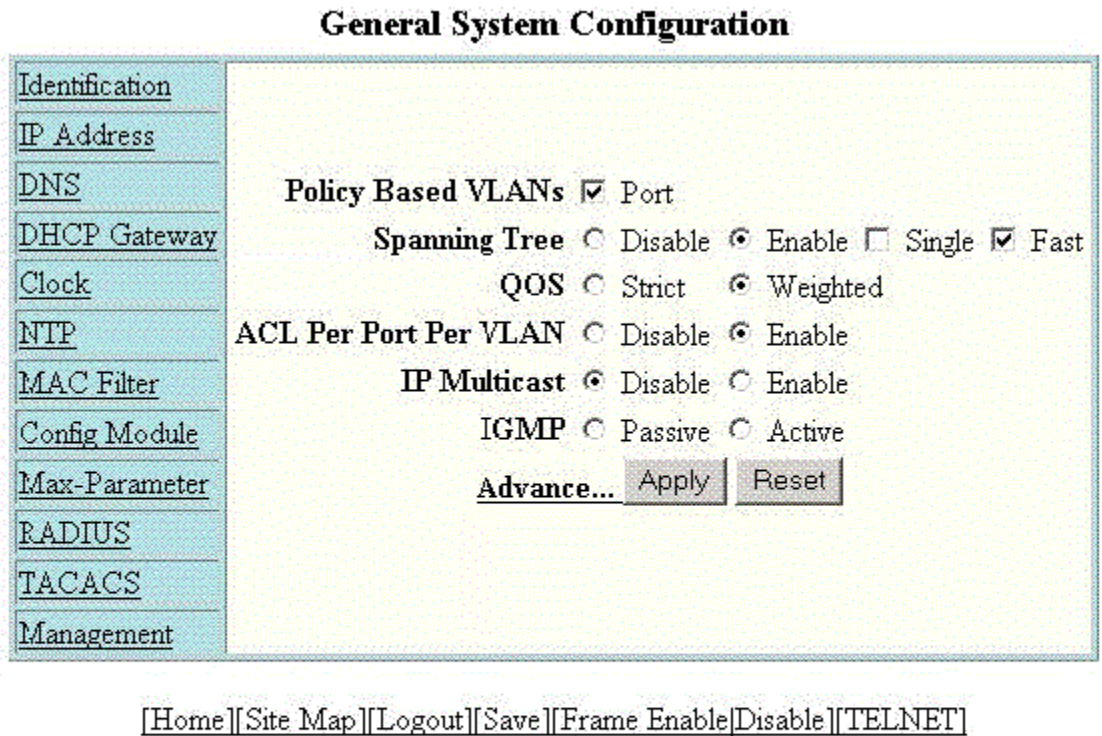 General System Configuration
Identification
IP Address
DNS
DHCP Gateway
Clock
NTP
MAC Filter
Config Module
Max-Parameter
RADIUS
TACACS
Management
Policy Based VLANs Port
Spanning Tree Disable Enable Single Fast
QOS Strict Weighted
ACL Per Port Per VLAN Disable Enable
IP Multicast Disable Enable
IGMP Passive Active
Advance... Apply Reset
[Home][Site Map][Logout][Save][Frame Enable|Disable][TELNET]